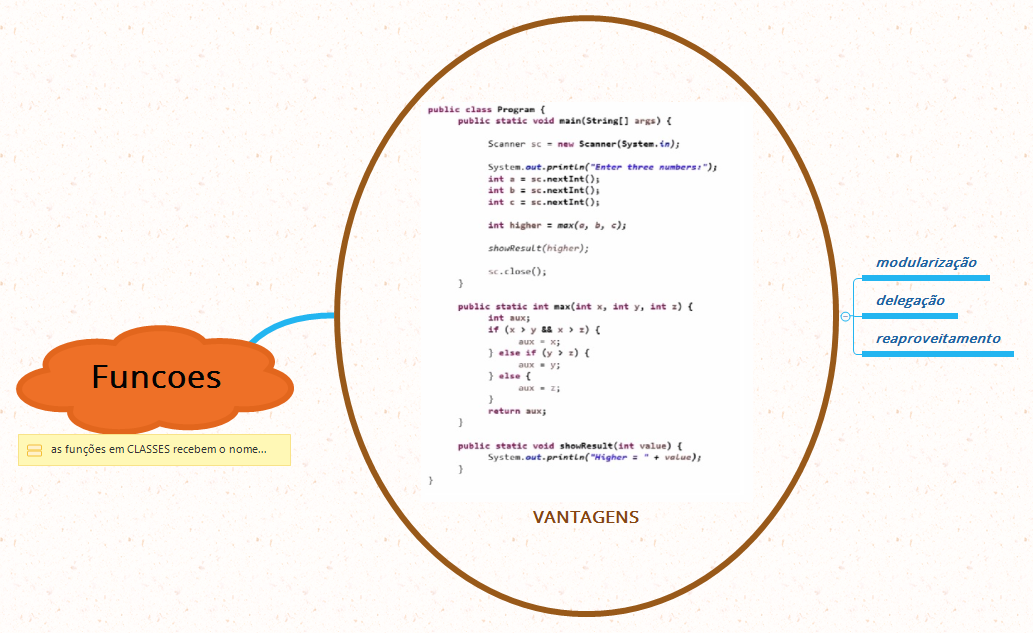 Funcoes
as funções em CLASSES recebem o nome...
public class Program {
public static void main(String[] args) {
Scanner sc = new Scanner(System.in);
System.out.println("Enter three numbers:");
int a = sc.nextInt();
int b = sc.nextInt();
int c = sc.nextInt();
int higher = max(a, b, c);
showResult(higher);
sc.close();
}
public static int max(int x, int y, int z) {
int aux;
if (x > y && x > z) {
aux = x;
} else if (y > z) {
aux = y;
} else {
aux = z;
}
return aux;
}
public static void showResult(int value) {
System.out.println("Higher = " + value);
}
}
VANTAGENS
modularização
delegação
reaproveitamento